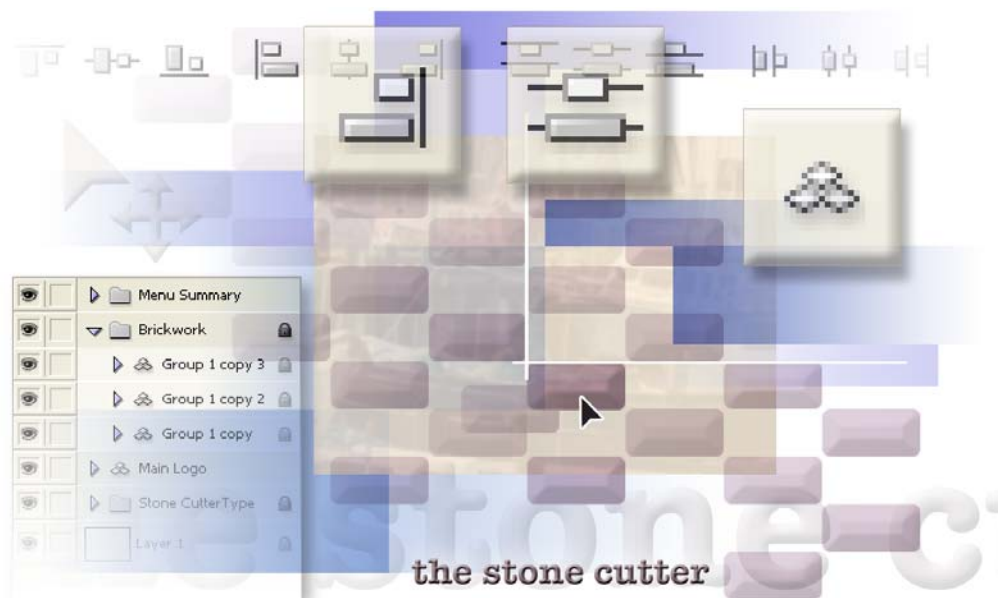 Menu Summary
Brickwork
Group 1 copy 3
Group 1 copy 2
Group 1 copy
Main Logo
Stone CutterType
Layer 1
stone c
the stone cutter